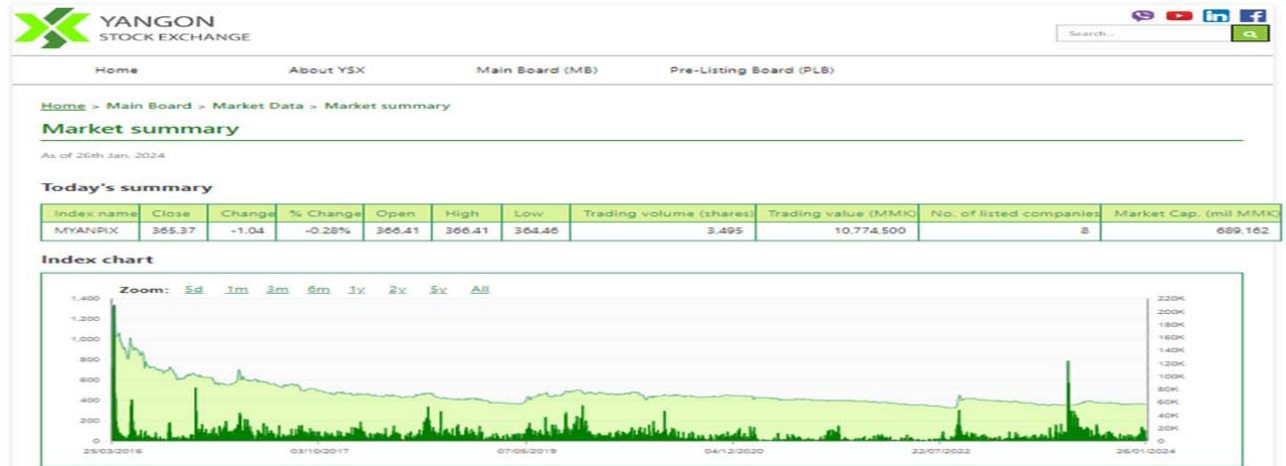 YANGON
STOCK EXCHANGE
in f
Search...
Home About YSX Main Board (MB) Pre-Listing Board (PLB)
Home > Main Board > Market Data > Market summary
Market summary
As of 26th Jan, 2024
Today's summary
Index name Close Change % Change Open High Low Trading volume (shares) Trading value (MMK) No. of listed companies Market Cap. (mil MMK)
MYANPIX 365.37 -1.04 -0.28% 366.41 366.41 364.46 3,495 10,774,500 8 689,162
Index chart
Zoom: 5d 1m 3m 6m 1y 2y 5y All
1,400 220K
1,200 200K
180K
1,000 160K
140K
800 120K
600 100K
80K
400 60K
200 40K
20K
0 0
25/03/2016 03/10/2017 07/05/2019 04/12/2020 22/07/2022 26/01/2024